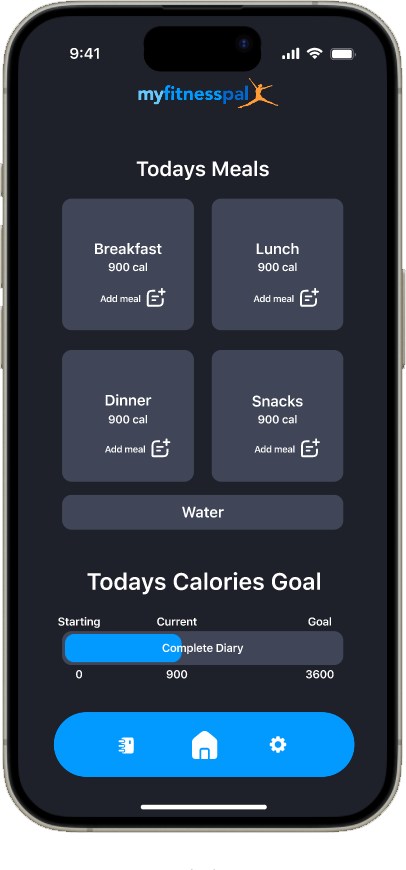 9:41
myfitnesspal
Todays Meals
Breakfast
900 cal
Add meal
Lunch
900 cal
Add meal
Dinner
900 cal
Add meal
Snacks
900 cal
Add meal
Water
Todays Calories Goal
Starting Current Goal
Complete Diary
0 900 3600